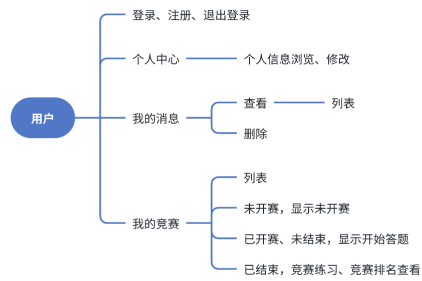 登录、注册、退出登录
个人中心
个人信息浏览、修改
用户
我的消息
查看
列表
删除
我的竞赛
列表
未开赛，显示未开赛
已开赛、未结束，显示开始答题
已结束，竞赛练习、竞赛排名查看